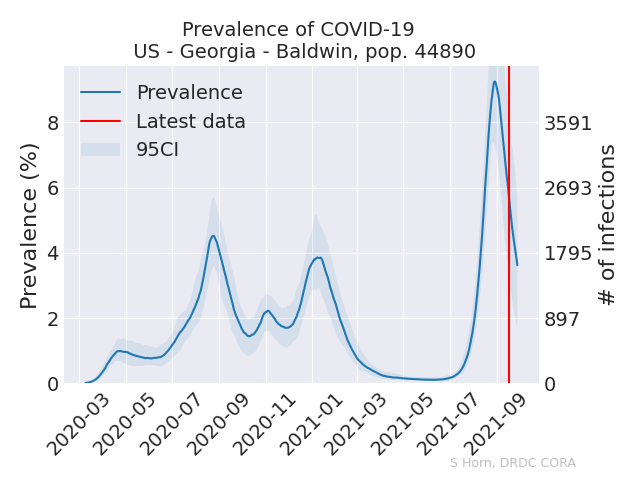 Prevalence of COVID-19
US - Georgia - Baldwin, pop. 44890
Prevalence
Latest data
95CI
Prevalence (%)
8
6
4
2
0
3591
2693
1795
897
0
# of infections
2020-03
2020-05
2020-07
2020-09
2020-11
2021-01
2021-03
2021-05
2021-07
2021-09
S Horn, DRDC CORA